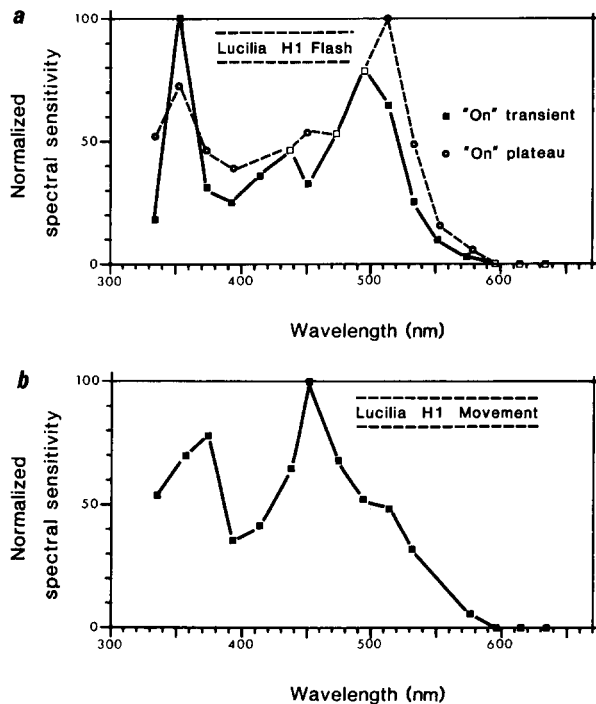 a
100
50
0
Normalized
spectral sensitivity
Lucilia H1 Flash
"On" transient
"On" plateau
300
400
500
600
Wavelength (nm)
b
100
50
0
Normalized
spectral sensitivity
Lucilia H1 Movement
300
400
500
600
Wavelength (nm)